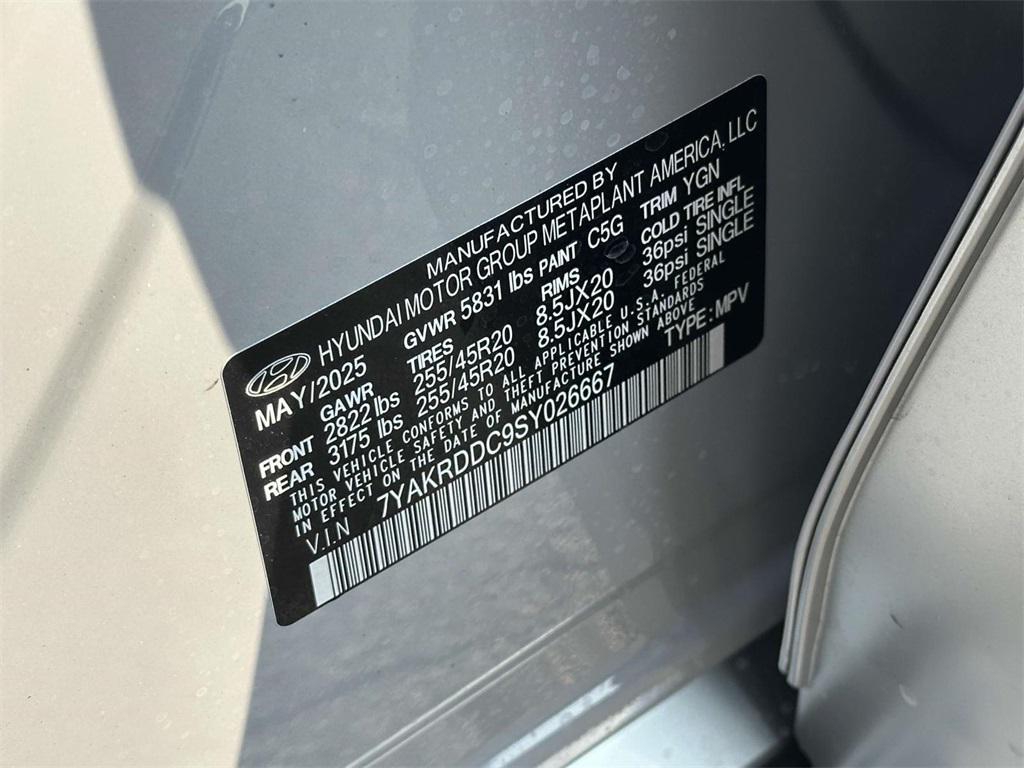 MANUFACTURED BY
HYUNDAI MOTOR GROUP METAPLANT AMERICA, LLC
MAY/2025 GVWR 5831 lbs PAINT C5G TRIM YGN
GAWR TIRES RIMS COLD TIRE INFL
FRONT 2822 lbs 255/45R20 8.5JX20 36psi SINGLE
REAR 3175 lbs 255/45R20 8.5JX20 36psi SINGLE
THIS VEHICLE CONFORMS TO ALL APPLICABLE U.S.A. FEDERAL
MOTOR VEHICLE SAFETY AND THEFT PREVENTION STANDARDS
IN EFFECT ON THE DATE OF MANUFACTURE SHOWN ABOVE
V.I.N 7YAKRDDC9SY026667 TYPE:MPV